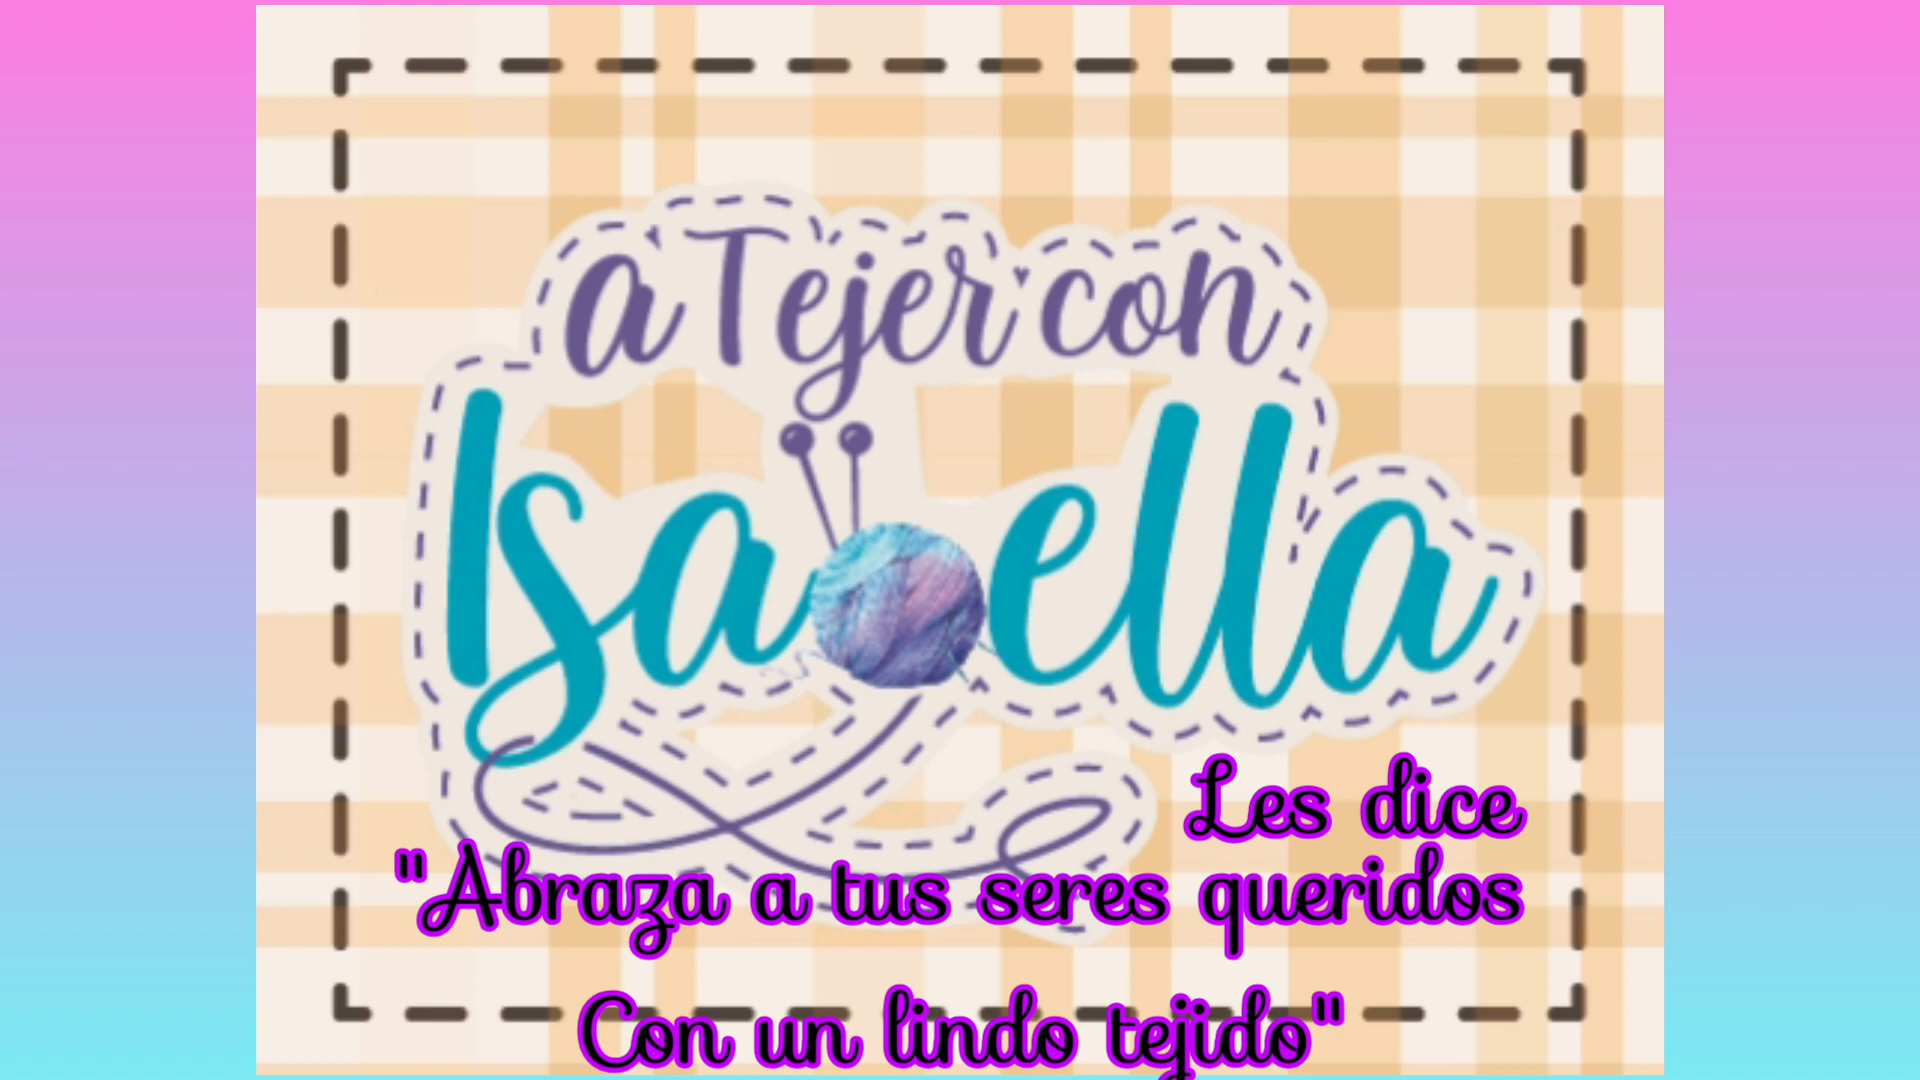 a Tejer con
Isabella
Les dice
"Abraza a tus seres queridos
Con un lindo tejido"